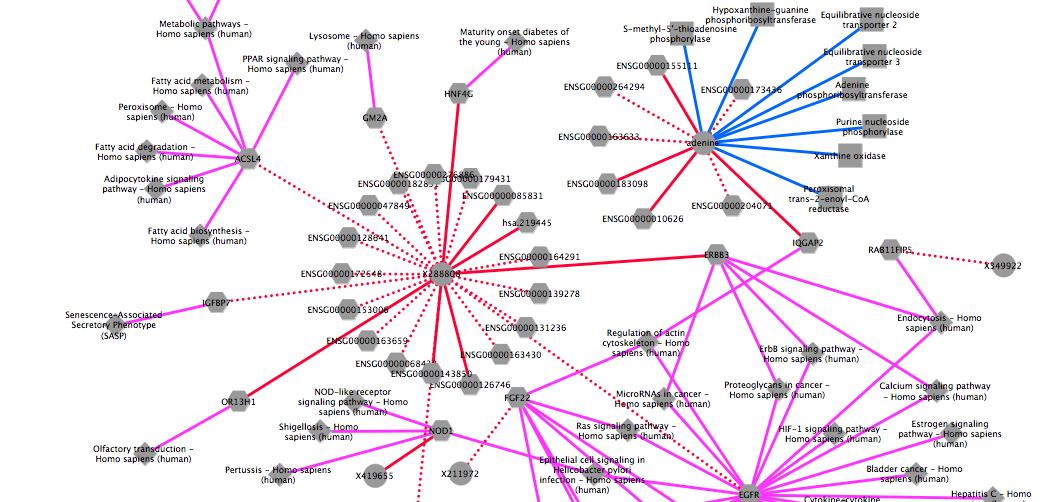 Metabolic pathways –
Homo sapiens (human)
Lysosome – Homo sapiens
(human)
Maturity onset diabetes of
the young – Homo sapiens
(human)
Hypoxanthine–guanine
phosphoribosyltransferase
S–methyl–5'–thioadenosine
phosphorylase
Equilibrative nucleoside
transporter 2
PPAR signaling pathway –
Homo sapiens (human)
Equilibrative nucleoside
transporter 3
ENSG00000155111
Fatty acid metabolism –
Homo sapiens (human)
ENSG00000264294
ENSG00000173436
Adenine
phosphoribosyltransferase
HNF4G
Peroxisome – Homo
sapiens (human)
GM2A
Purine nucleoside
phosphorylase
ENSG00000163633
adenine
Fatty acid degradation –
Homo sapiens (human)
ACSL4
Xanthine oxidase
Adipocytokine signaling
pathway – Homo sapiens
(human)
ENSG00000183098
Peroxisomal
trans–2–enoyl–CoA
reductase
ENSG00000085831
ENSG00000047849
ENSG00000204071
ENSG00000010626
hsa.219445
Fatty acid biosynthesis –
Homo sapiens (human)
ENSG00000128641
IQGAP2
RAB11FIP5
ENSG00000164291
ERBB3
X349922
ENSG00000172648
X288808
ENSG00000139278
IGFBP7
ENSG00000153006
Senescence–Associated
Secretory Phenotype
(SASP)
Endocytosis – Homo
sapiens (human)
ENSG00000131236
ENSG00000163659
Regulation of actin
cytoskeleton – Homo
sapiens (human)
ENSG00000163430
ErbB signaling pathway –
Homo sapiens (human)
ENSG00000143850
ENSG00000126746
NOD–like receptor
signaling pathway – Homo
sapiens (human)
OR13H1
FGF22
MicroRNAs in cancer –
Homo sapiens (human)
Proteoglycans in cancer –
Homo sapiens (human)
Calcium signaling pathway
– Homo sapiens (human)
Shigellosis – Homo
sapiens (human)
NOD1
Ras signaling pathway –
Homo sapiens (human)
HIF–1 signaling pathway –
Homo sapiens (human)
Estrogen signaling
pathway – Homo sapiens
(human)
Olfactory transduction –
Homo sapiens (human)
Pertussis – Homo sapiens
(human)
X419655
X211972
Epithelial cell signaling in
Helicobacter pylori
infection – Homo sapiens
(human)
Bladder cancer – Homo
sapiens (human)
EGFR
Hepatitis C – Homo
Cytokine–cytokine